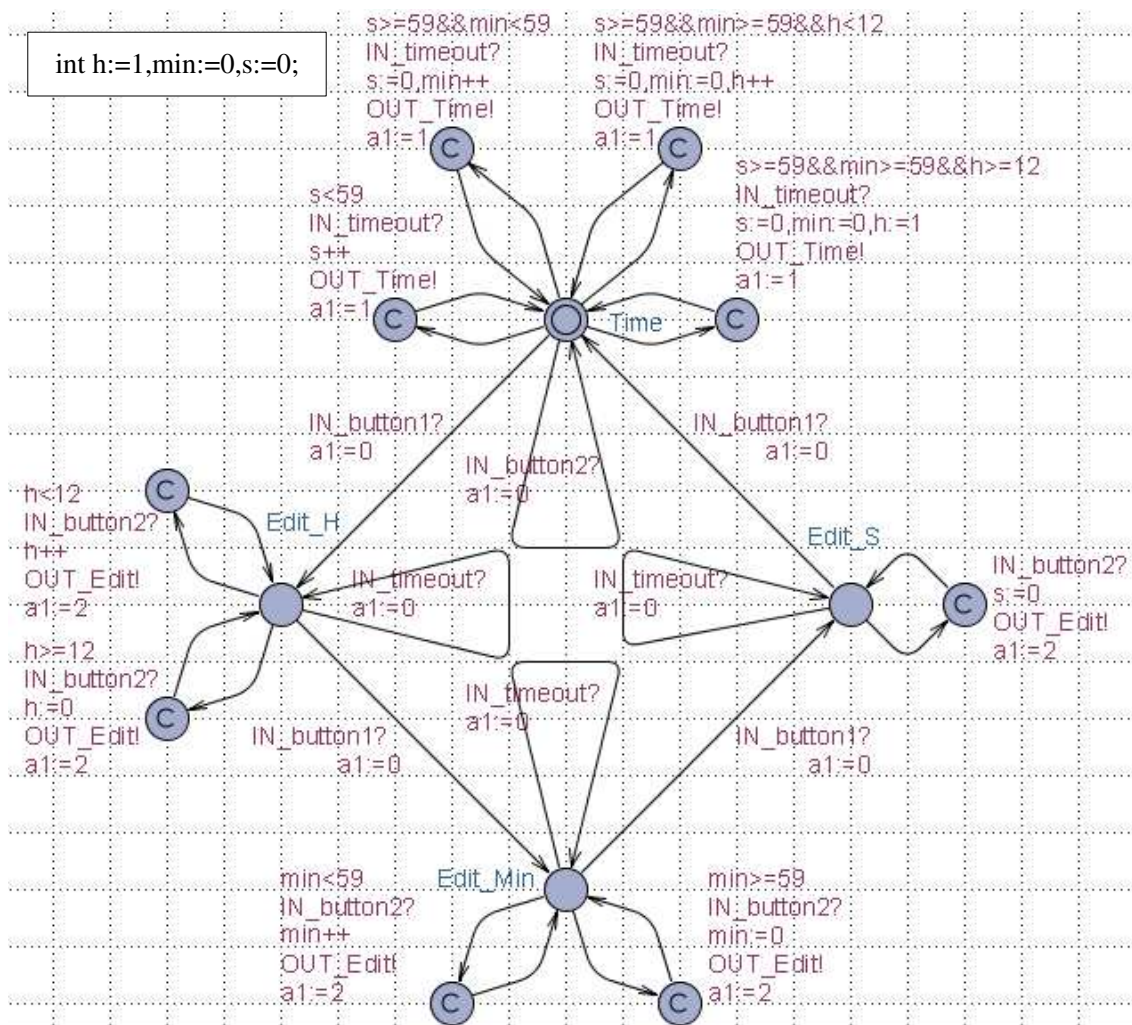 int h:=1,min:=0,s:=0;
s>=59&&min<59
IN_timeout?
s:=0,min++
OUT_Time!
a1:=1
s>=59&&min>=59&&h<12
IN_timeout?
s:=0,min:=0,h++
OUT_Time!
a1:=1
s>=59&&min>=59&&h>=12
IN_timeout?
s:=0,min:=0,h:=1
OUT_Time!
a1:=1
s<59
IN_timeout?
s++
OUT_Time!
a1:=1
C
C
C
C
Time
IN_button1?
a1:=0
IN_button2?
a1:=0
IN_button1?
a1:=0
h<12
IN_button2?
h++
OUT_Edit!
a1:=2
C
Edit_H
h>=12
IN_button2?
h:=0
OUT_Edit!
a1:=2
C
IN_timeout?
a1:=0
IN_timeout?
a1:=0
Edit_S
C
IN_button2?
s:=0
OUT_Edit!
a1:=2
IN_timeout?
a1:=0
IN_button1?
a1:=0
IN_button1?
a1:=0
min<59
IN_button2?
min++
OUT_Edit!
a1:=2
Edit_Min
C
C
min>=59
IN_button2?
min:=0
OUT_Edit!
a1:=2